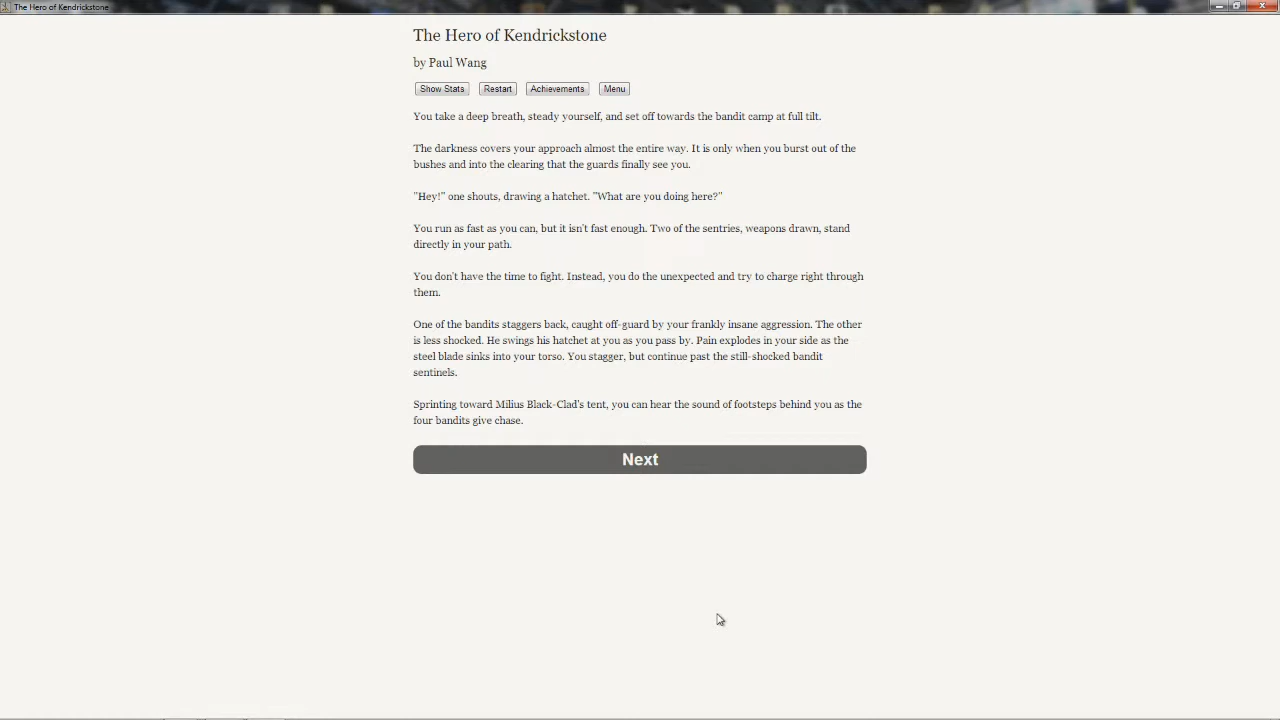 The Hero of Kendrickstone
The Hero of Kendrickstone
by Paul Wang
Show Stats Restart Achievements Menu
You take a deep breath, steady yourself, and set off towards the bandit camp at full tilt.
The darkness covers your approach almost the entire way. It is only when you burst out of the
bushes and into the clearing that the guards finally see you.
"Hey!" one shouts, drawing a hatchet. "What are you doing here?"
You run as fast as you can, but it isn't fast enough. Two of the sentries, weapons drawn, stand
directly in your path.
You don't have the time to fight. Instead, you do the unexpected and try to charge right through
them.
One of the bandits staggers back, caught off-guard by your frankly insane aggression. The other
is less shocked. He swings his hatchet at you as you pass by. Pain explodes in your side as the
steel blade sinks into your torso. You stagger, but continue past the still-shocked bandit
sentinels.
Sprinting toward Milius Black-Clad's tent, you can hear the sound of footsteps behind you as the
four bandits give chase.
Next